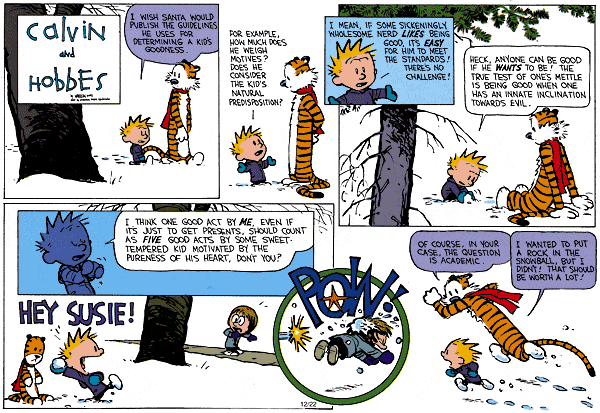 CALVIN
and
HOBBES
I WISH SANTA WOULD
PUBLISH THE GUIDELINES
HE USES FOR
DETERMINING A KID'S
GOODNESS.
FOR EXAMPLE,
HOW MUCH DOES
HE WEIGH
MOTIVES?
DOES HE
CONSIDER
THE KID'S
NATURAL
PREDISPOSITION?
I MEAN, IF SOME SICKENINGLY
WHOLESOME NERD LIKES BEING
GOOD, IT'S EASY
FOR HIM TO MEET
THE STANDARDS!
THERE'S NO
CHALLENGE!
HECK, ANYONE CAN BE GOOD
IF HE WANTS TO BE! THE
TRUE TEST OF ONE'S METTLE
IS BEING GOOD WHEN ONE
HAS AN INNATE INCLINATION
TOWARDS EVIL.
I THINK ONE GOOD ACT BY ME, EVEN IF
IT'S JUST TO GET PRESENTS, SHOULD COUNT
AS FIVE GOOD ACTS BY SOME SWEET-
TEMPERED KID MOTIVATED BY THE
PURENESS OF HIS HEART, DON'T YOU?
HEY SUSIE!
12/22
POW!
OF COURSE, IN YOUR
CASE, THE QUESTION
IS ACADEMIC.
I WANTED TO PUT
A ROCK IN THE
SNOWBALL, BUT I
DIDN'T! THAT SHOULD
BE WORTH A LOT!